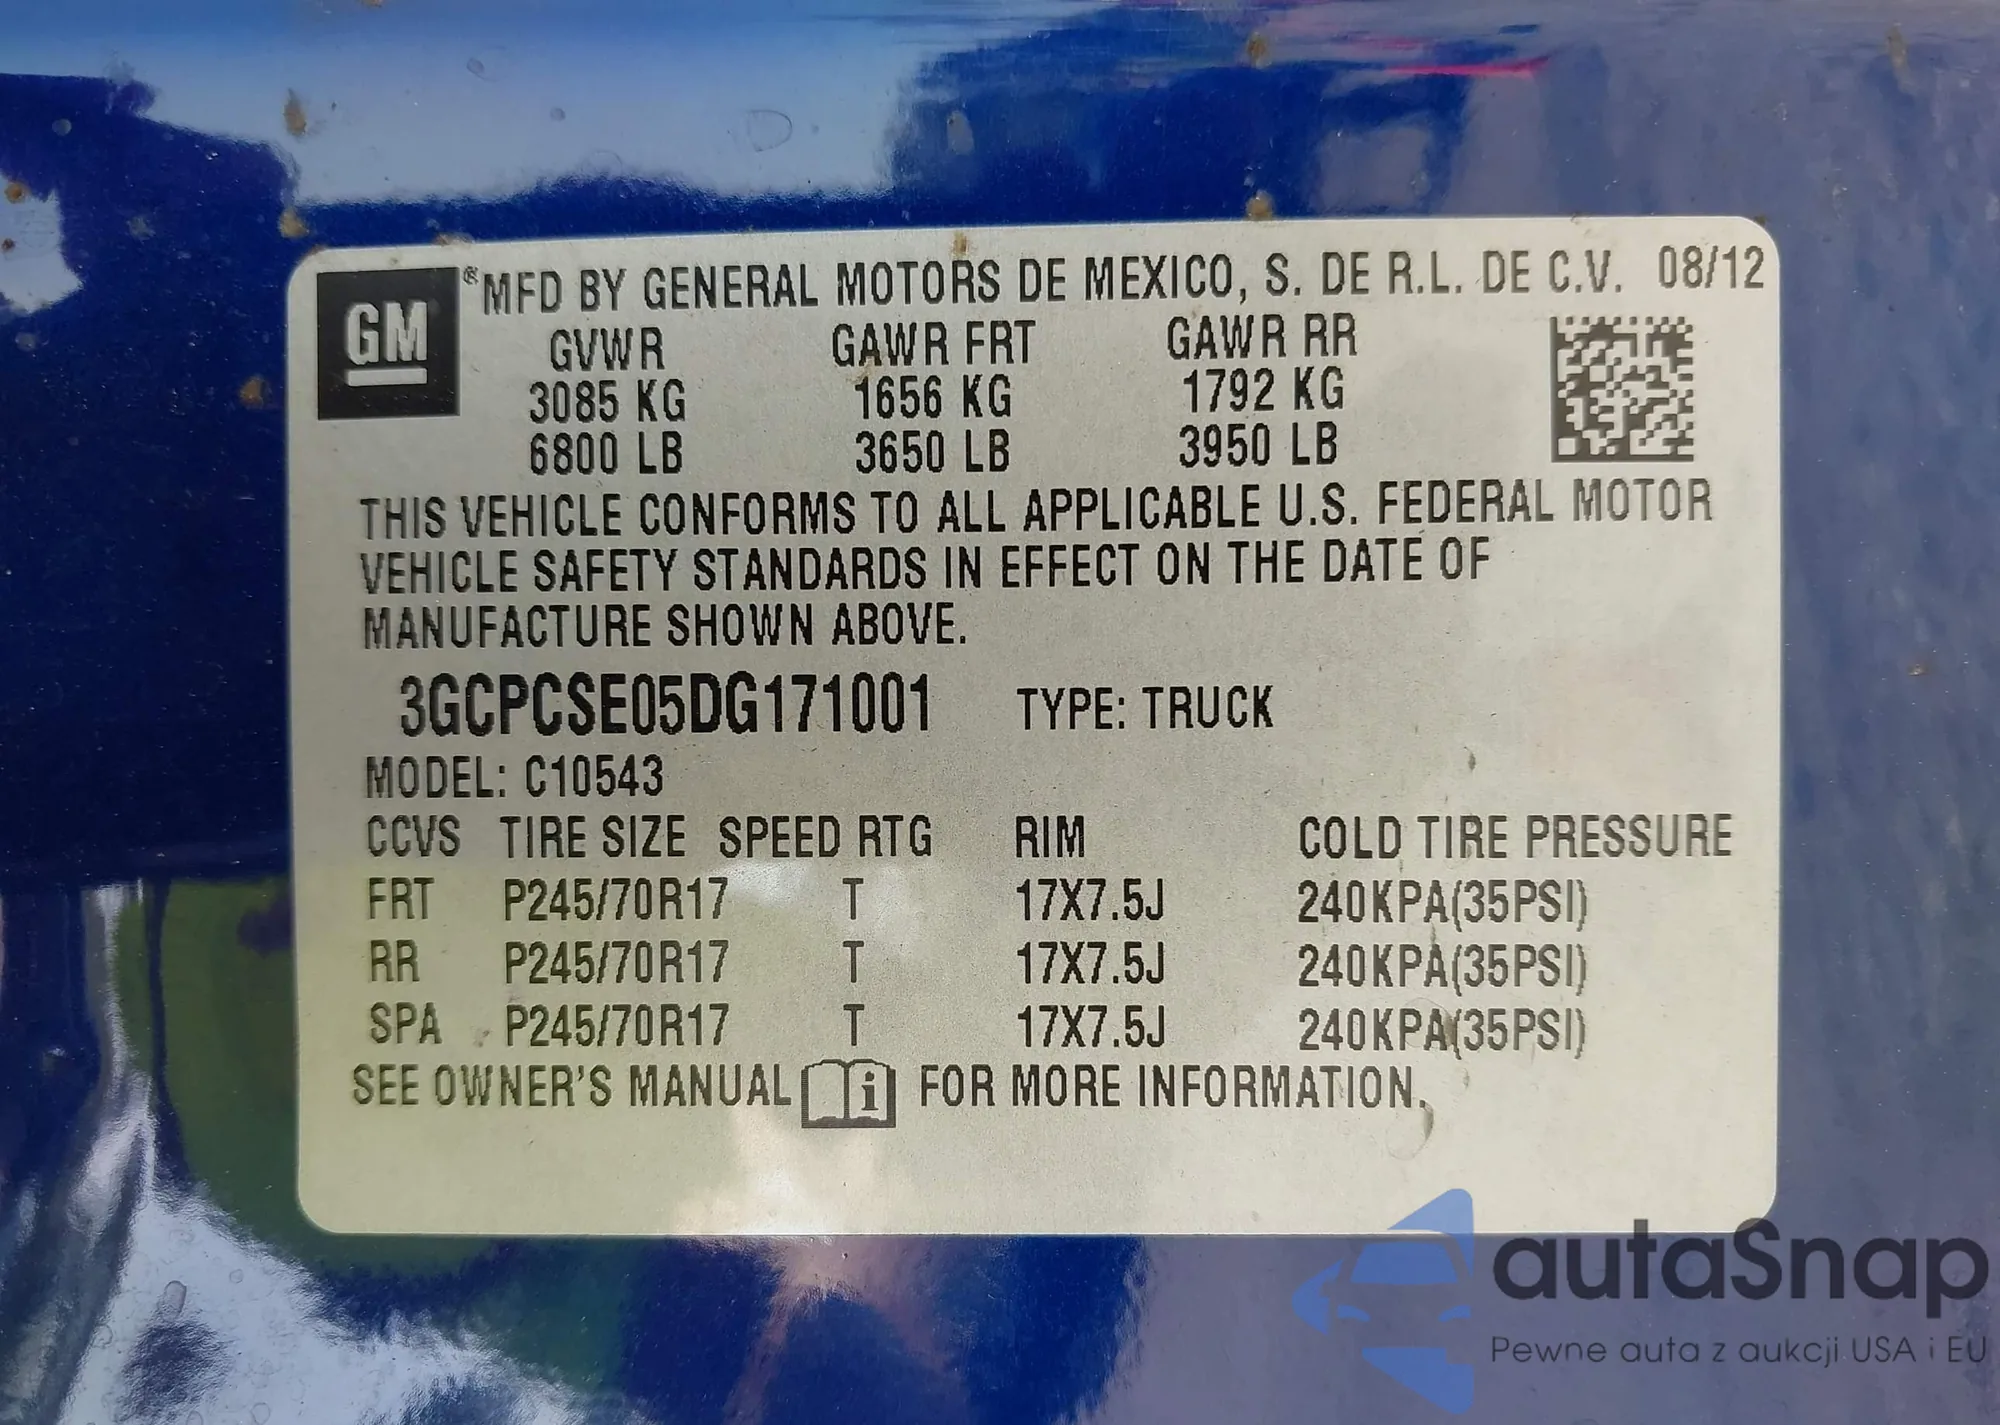 GM
® MFD BY GENERAL MOTORS DE MEXICO, S. DE R.L. DE C.V. 08/12
GVWR GAWR FRT GAWR RR
3085 KG 1656 KG 1792 KG
6800 LB 3650 LB 3950 LB
THIS VEHICLE CONFORMS TO ALL APPLICABLE U.S. FEDERAL MOTOR
VEHICLE SAFETY STANDARDS IN EFFECT ON THE DATE OF
MANUFACTURE SHOWN ABOVE.
3GCPCSE05DG171001 TYPE: TRUCK
MODEL: C10543
CCVS TIRE SIZE SPEED RTG RIM COLD TIRE PRESSURE
FRT P245/70R17 T 17X7.5J 240KPA(35PSI)
RR P245/70R17 T 17X7.5J 240KPA(35PSI)
SPA P245/70R17 T 17X7.5J 240KPA(35PSI)
SEE OWNER'S MANUAL i FOR MORE INFORMATION.
autaSnap
Pewne auta z aukcji USA i EU